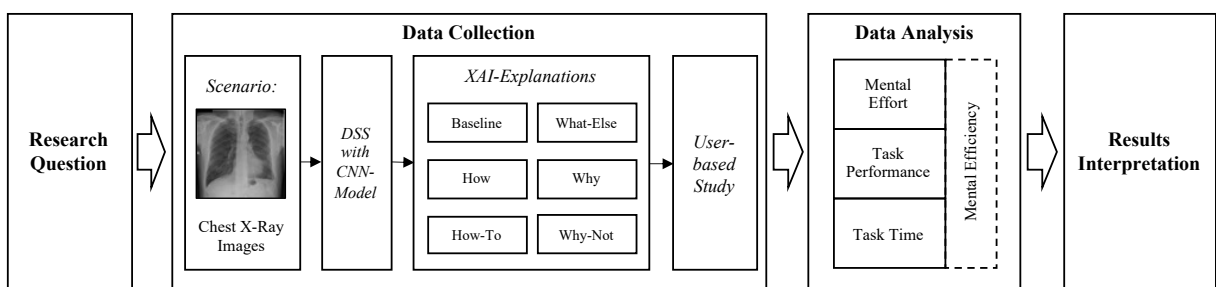 Research
Question
Data Collection
Scenario:
Chest X-Ray
Images
DSS
with
CNN-
Model
XAI-Explanations
Baseline
What-Else
How
Why
How-To
Why-Not
User-
based
Study
Data Analysis
Mental
Effort
Task
Performance
Task Time
Mental Efficiency
Results
Interpretation